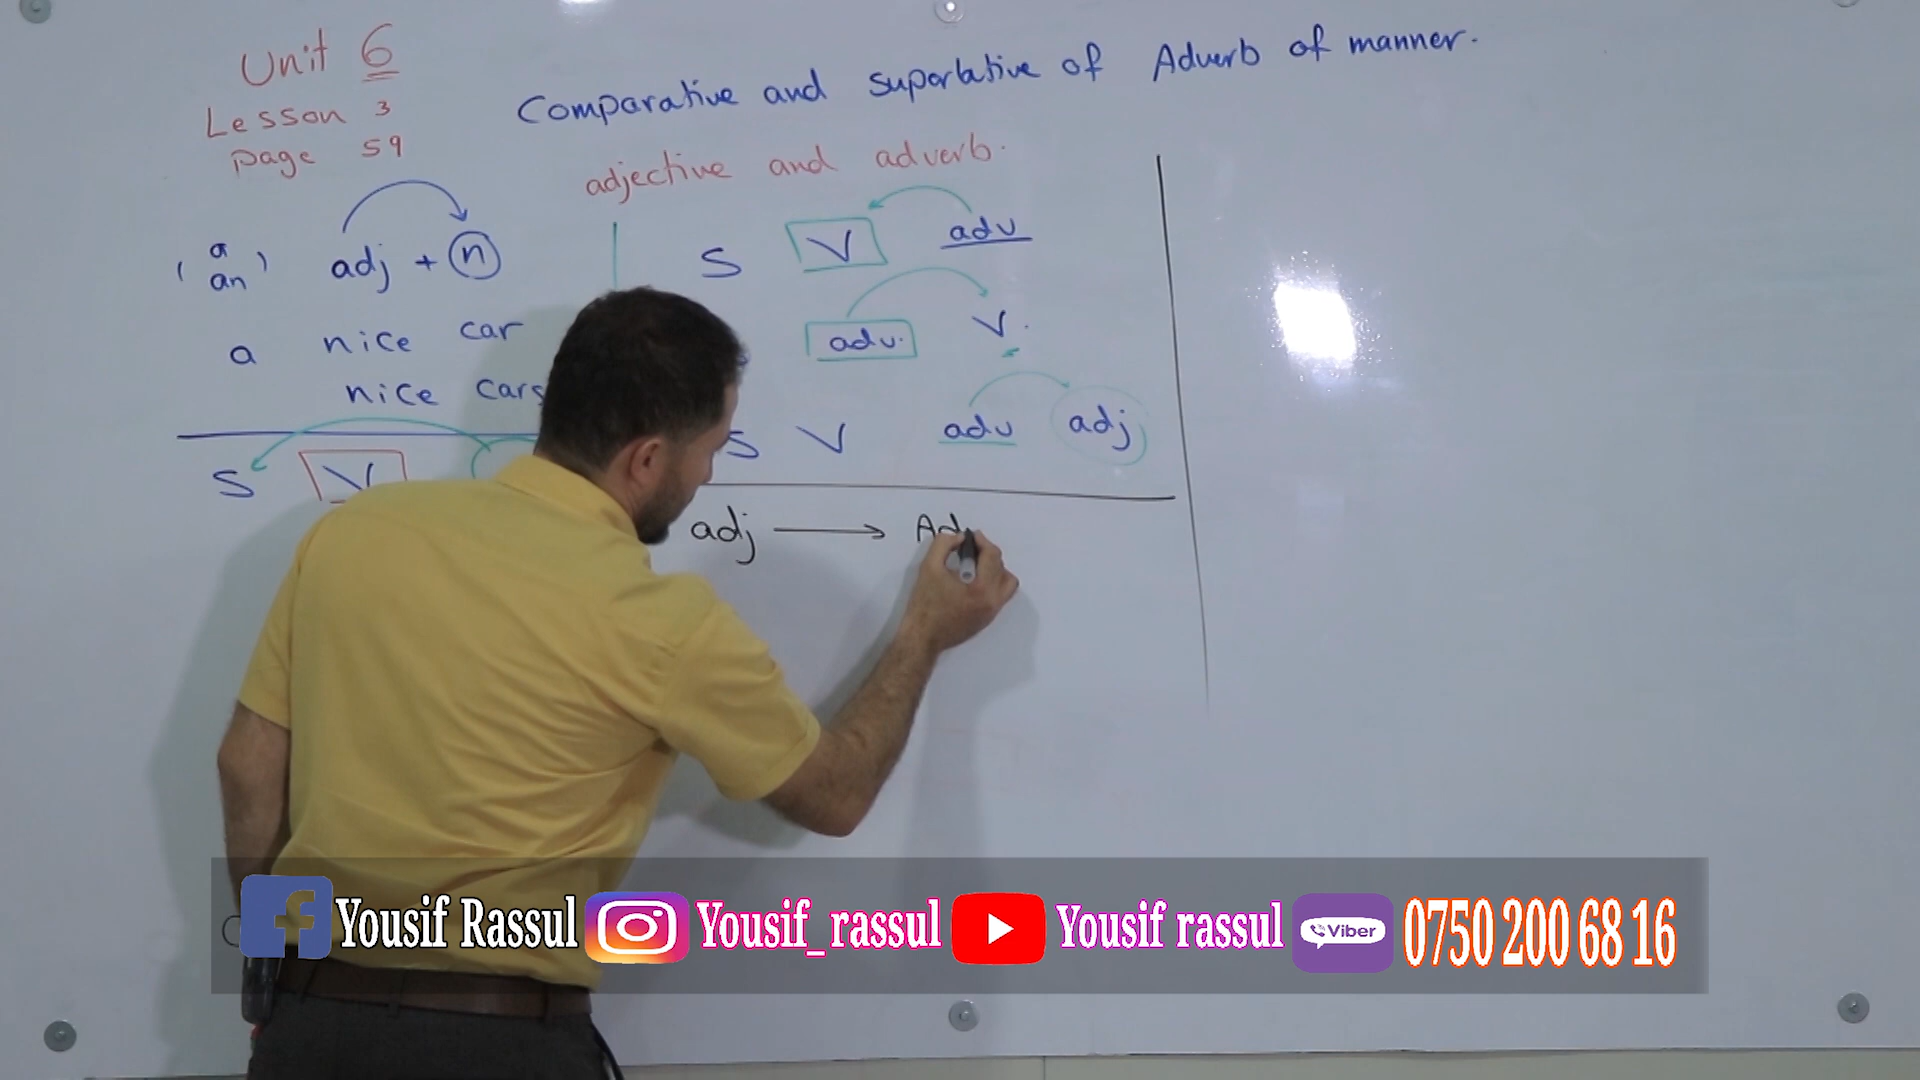 Unit 6
Lesson 3
page 59
Comparative and suporlative of Adverb of manner.
adjective and adverb.
( a an ) adj + n
a nice car
nice cars
S V
S V adv
adv. V.
S V adv adj
adj → Adv
Yousif Rassul
Yousif_rassul
Yousif rassul
Viber
0750 200 68 16